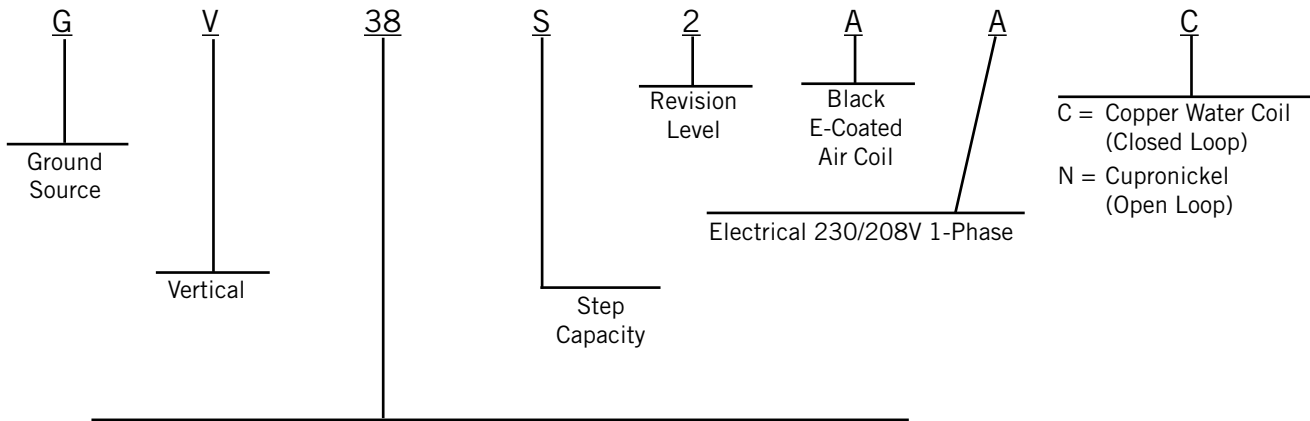 G V 38 S 2 A A C
Revision
Level
Black
E-Coated
Air Coil
C = Copper Water Coil
(Closed Loop)
N = Cupronickel
(Open Loop)
Ground
Source
Electrical 230/208V 1-Phase
Vertical
Step
Capacity